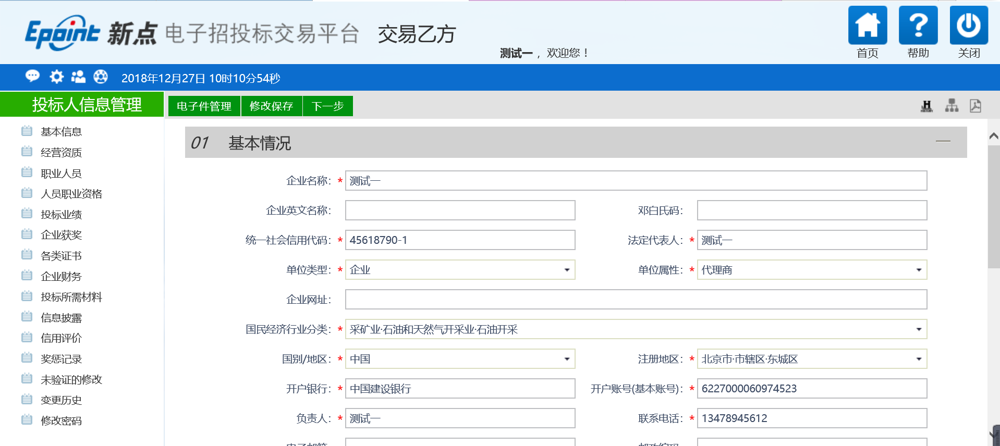 Epoint 新点 电子招投标交易平台 交易乙方
测试一 ，欢迎您！
首页 帮助 关闭
2018年12月27日 10时10分54秒
投标人信息管理
基本信息
经营资质
职业人员
人员职业资格
投标业绩
企业获奖
各类证书
企业财务
投标所需材料
信息披露
信用评价
奖惩记录
未验证的修改
变更历史
修改密码
电子件管理 修改保存 下一步
H
01 基本情况
企业名称：* 测试一
企业英文名称： 邓白氏码：
统一社会信用代码：* 45618790-1 法定代表人：* 测试一
单位类型：* 企业 单位属性：* 代理商
企业网址：
国民经济行业分类：* 采矿业·石油和天然气开采业·石油开采
国别/地区：* 中国 注册地区：* 北京市·市辖区·东城区
开户银行：* 中国建设银行 开户账号(基本账号)：* 6227000060974523
负责人：* 测试一 联系电话：* 13478945612
电子邮箱 邮政编码